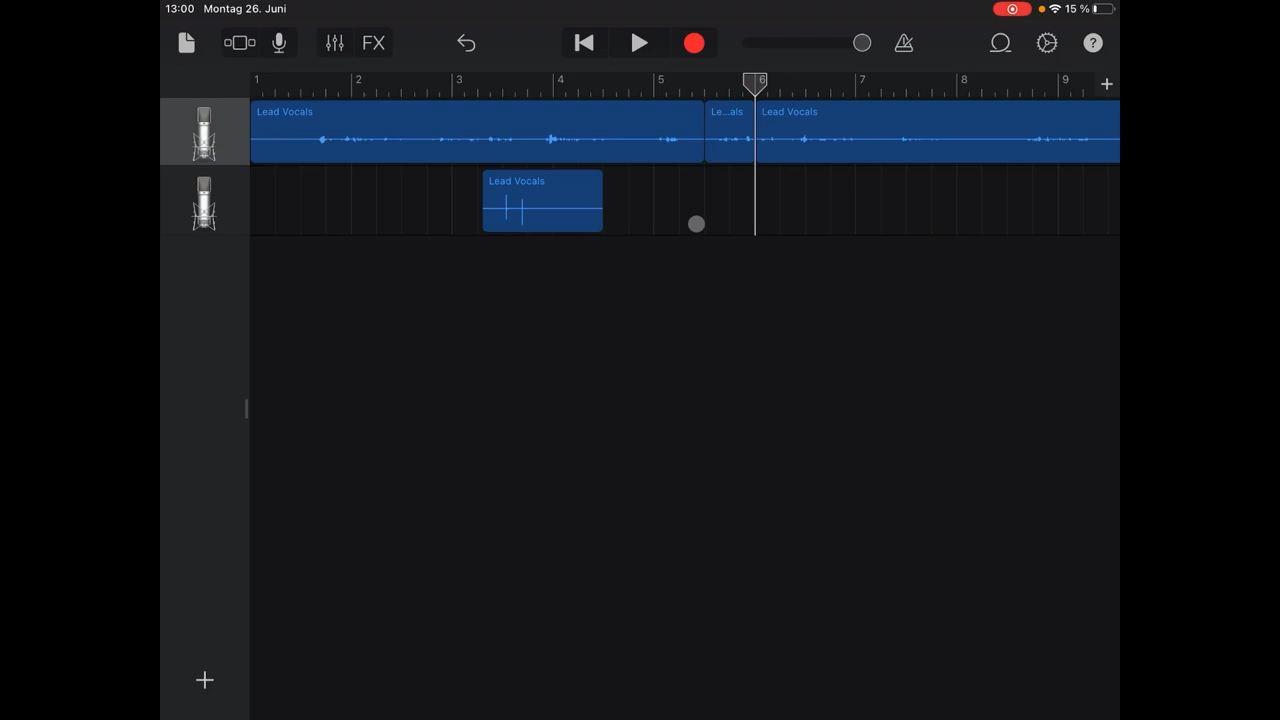 13:00 Montag 26. Juni 15 %
FX ?
1 2 3 4 5 6 7 8 9 +
Lead Vocals Le...als Lead Vocals
Lead Vocals
+